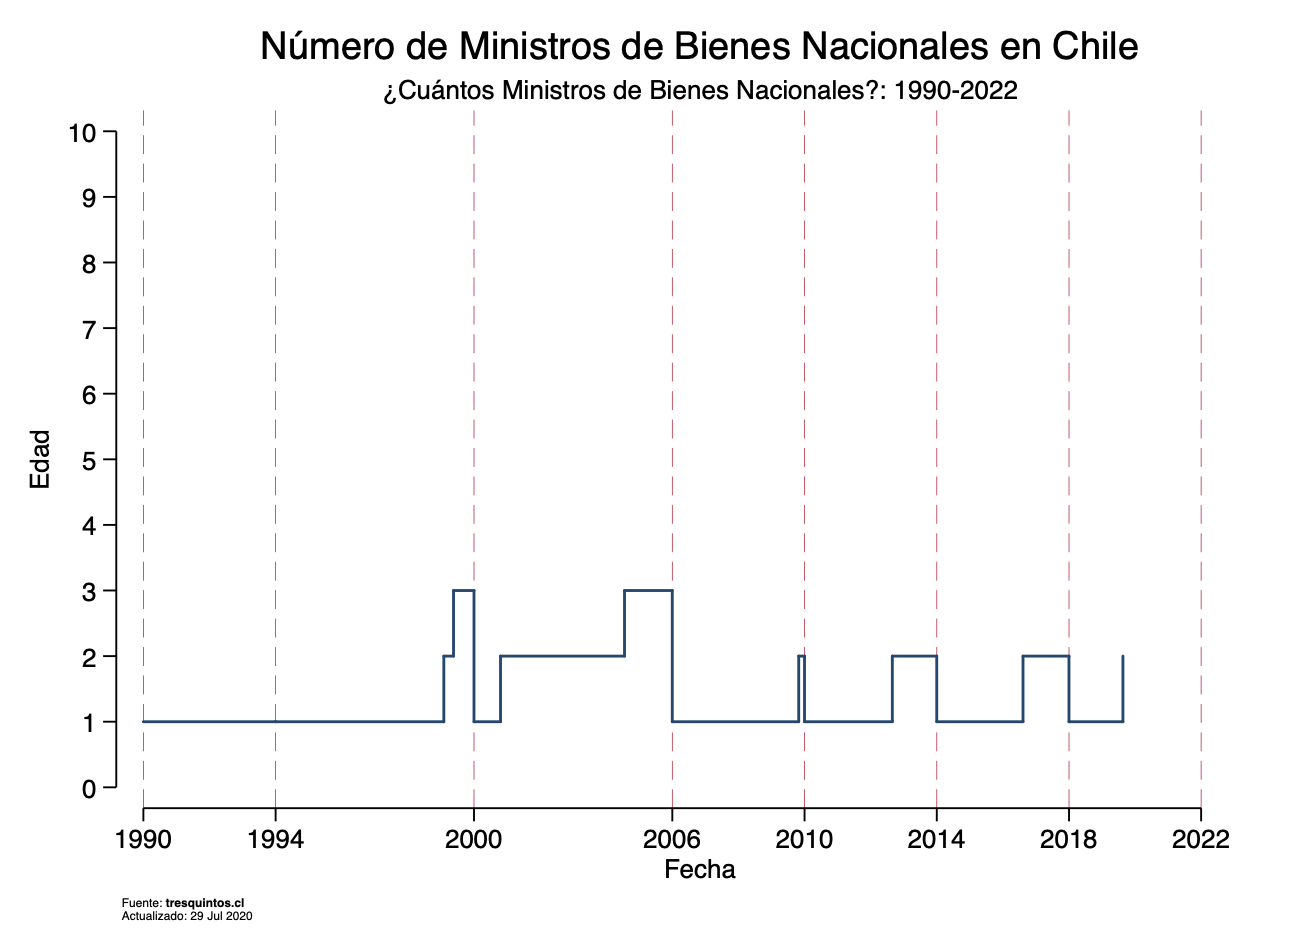 Número de Ministros de Bienes Nacionales en Chile
¿Cuántos Ministros de Bienes Nacionales?: 1990-2022
10
9
8
7
6
5
4
3
2
1
0
Edad
1990 1994 2000 2006 2010 2014 2018 2022
Fecha
Fuente: tresquintos.cl
Actualizado: 29 Jul 2020